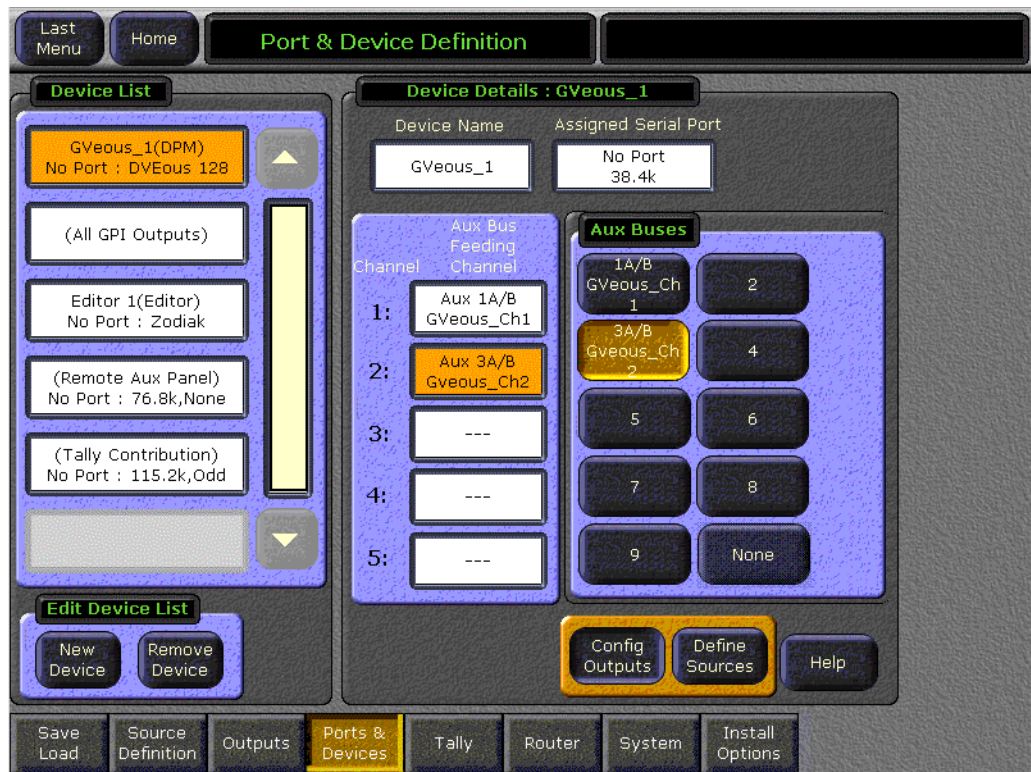 Last
Menu
Home
Port & Device Definition
Device List
GVeous_1(DPM)
No Port : DVEous 128
(All GPI Outputs)
Editor 1(Editor)
No Port : Zodiak
(Remote Aux Panel)
No Port : 76.8k,None
(Tally Contribution)
No Port : 115.2k,Odd
Edit Device List
New
Device
Remove
Device
Device Details : GVeous_1
Device Name
GVeous_1
Assigned Serial Port
No Port
38.4k
Channel
Aux Bus
Feeding
Channel
1:
Aux 1A/B
GVeous_Ch1
2:
Aux 3A/B
Gveous_Ch2
3:
---
4:
---
5:
---
Aux Buses
1A/B
GVeous_Ch
1
2
3A/B
Gveous_Ch
2
4
5
6
7
8
9
None
Config
Outputs
Define
Sources
Help
Save
Load
Source
Definition
Outputs
Ports &
Devices
Tally
Router
System
Install
Options